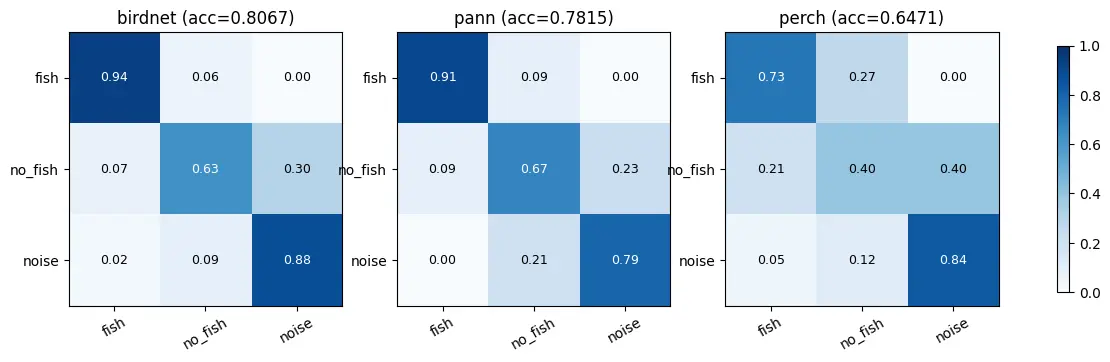 birdnet (acc=0.8067) pann (acc=0.7815) perch (acc=0.6471)
fish 0.94 0.06 0.00 fish 0.91 0.09 0.00 fish 0.73 0.27 0.00
no_fish 0.07 0.63 0.30 no_fish 0.09 0.67 0.23 no_fish 0.21 0.40 0.40
noise 0.02 0.09 0.88 noise 0.00 0.21 0.79 noise 0.05 0.12 0.84
fish no_fish noise fish no_fish noise fish no_fish noise
1.0
0.8
0.6
0.4
0.2
0.0